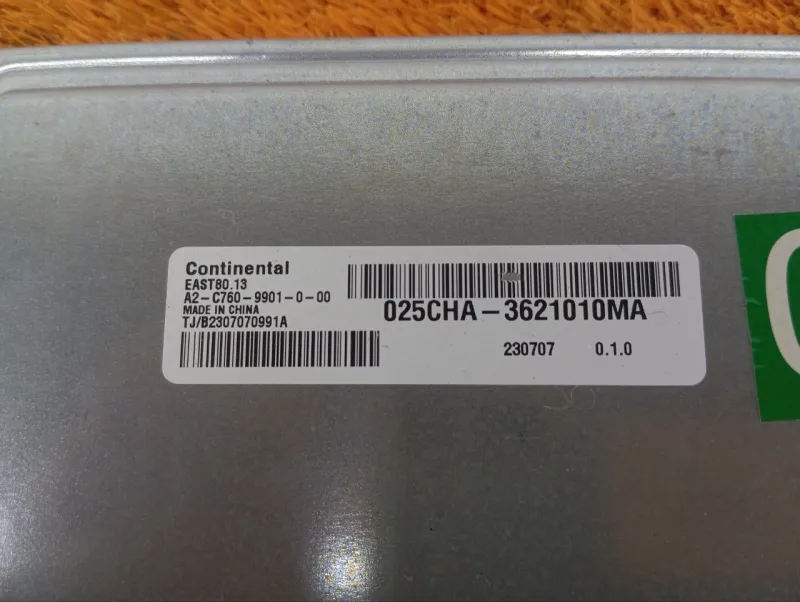 Continental
EAST80.13
A2-C760-9901-0-00
MADE IN CHINA
TJ/B2307070991A
025CHA-3621010MA
230707 0.1.0